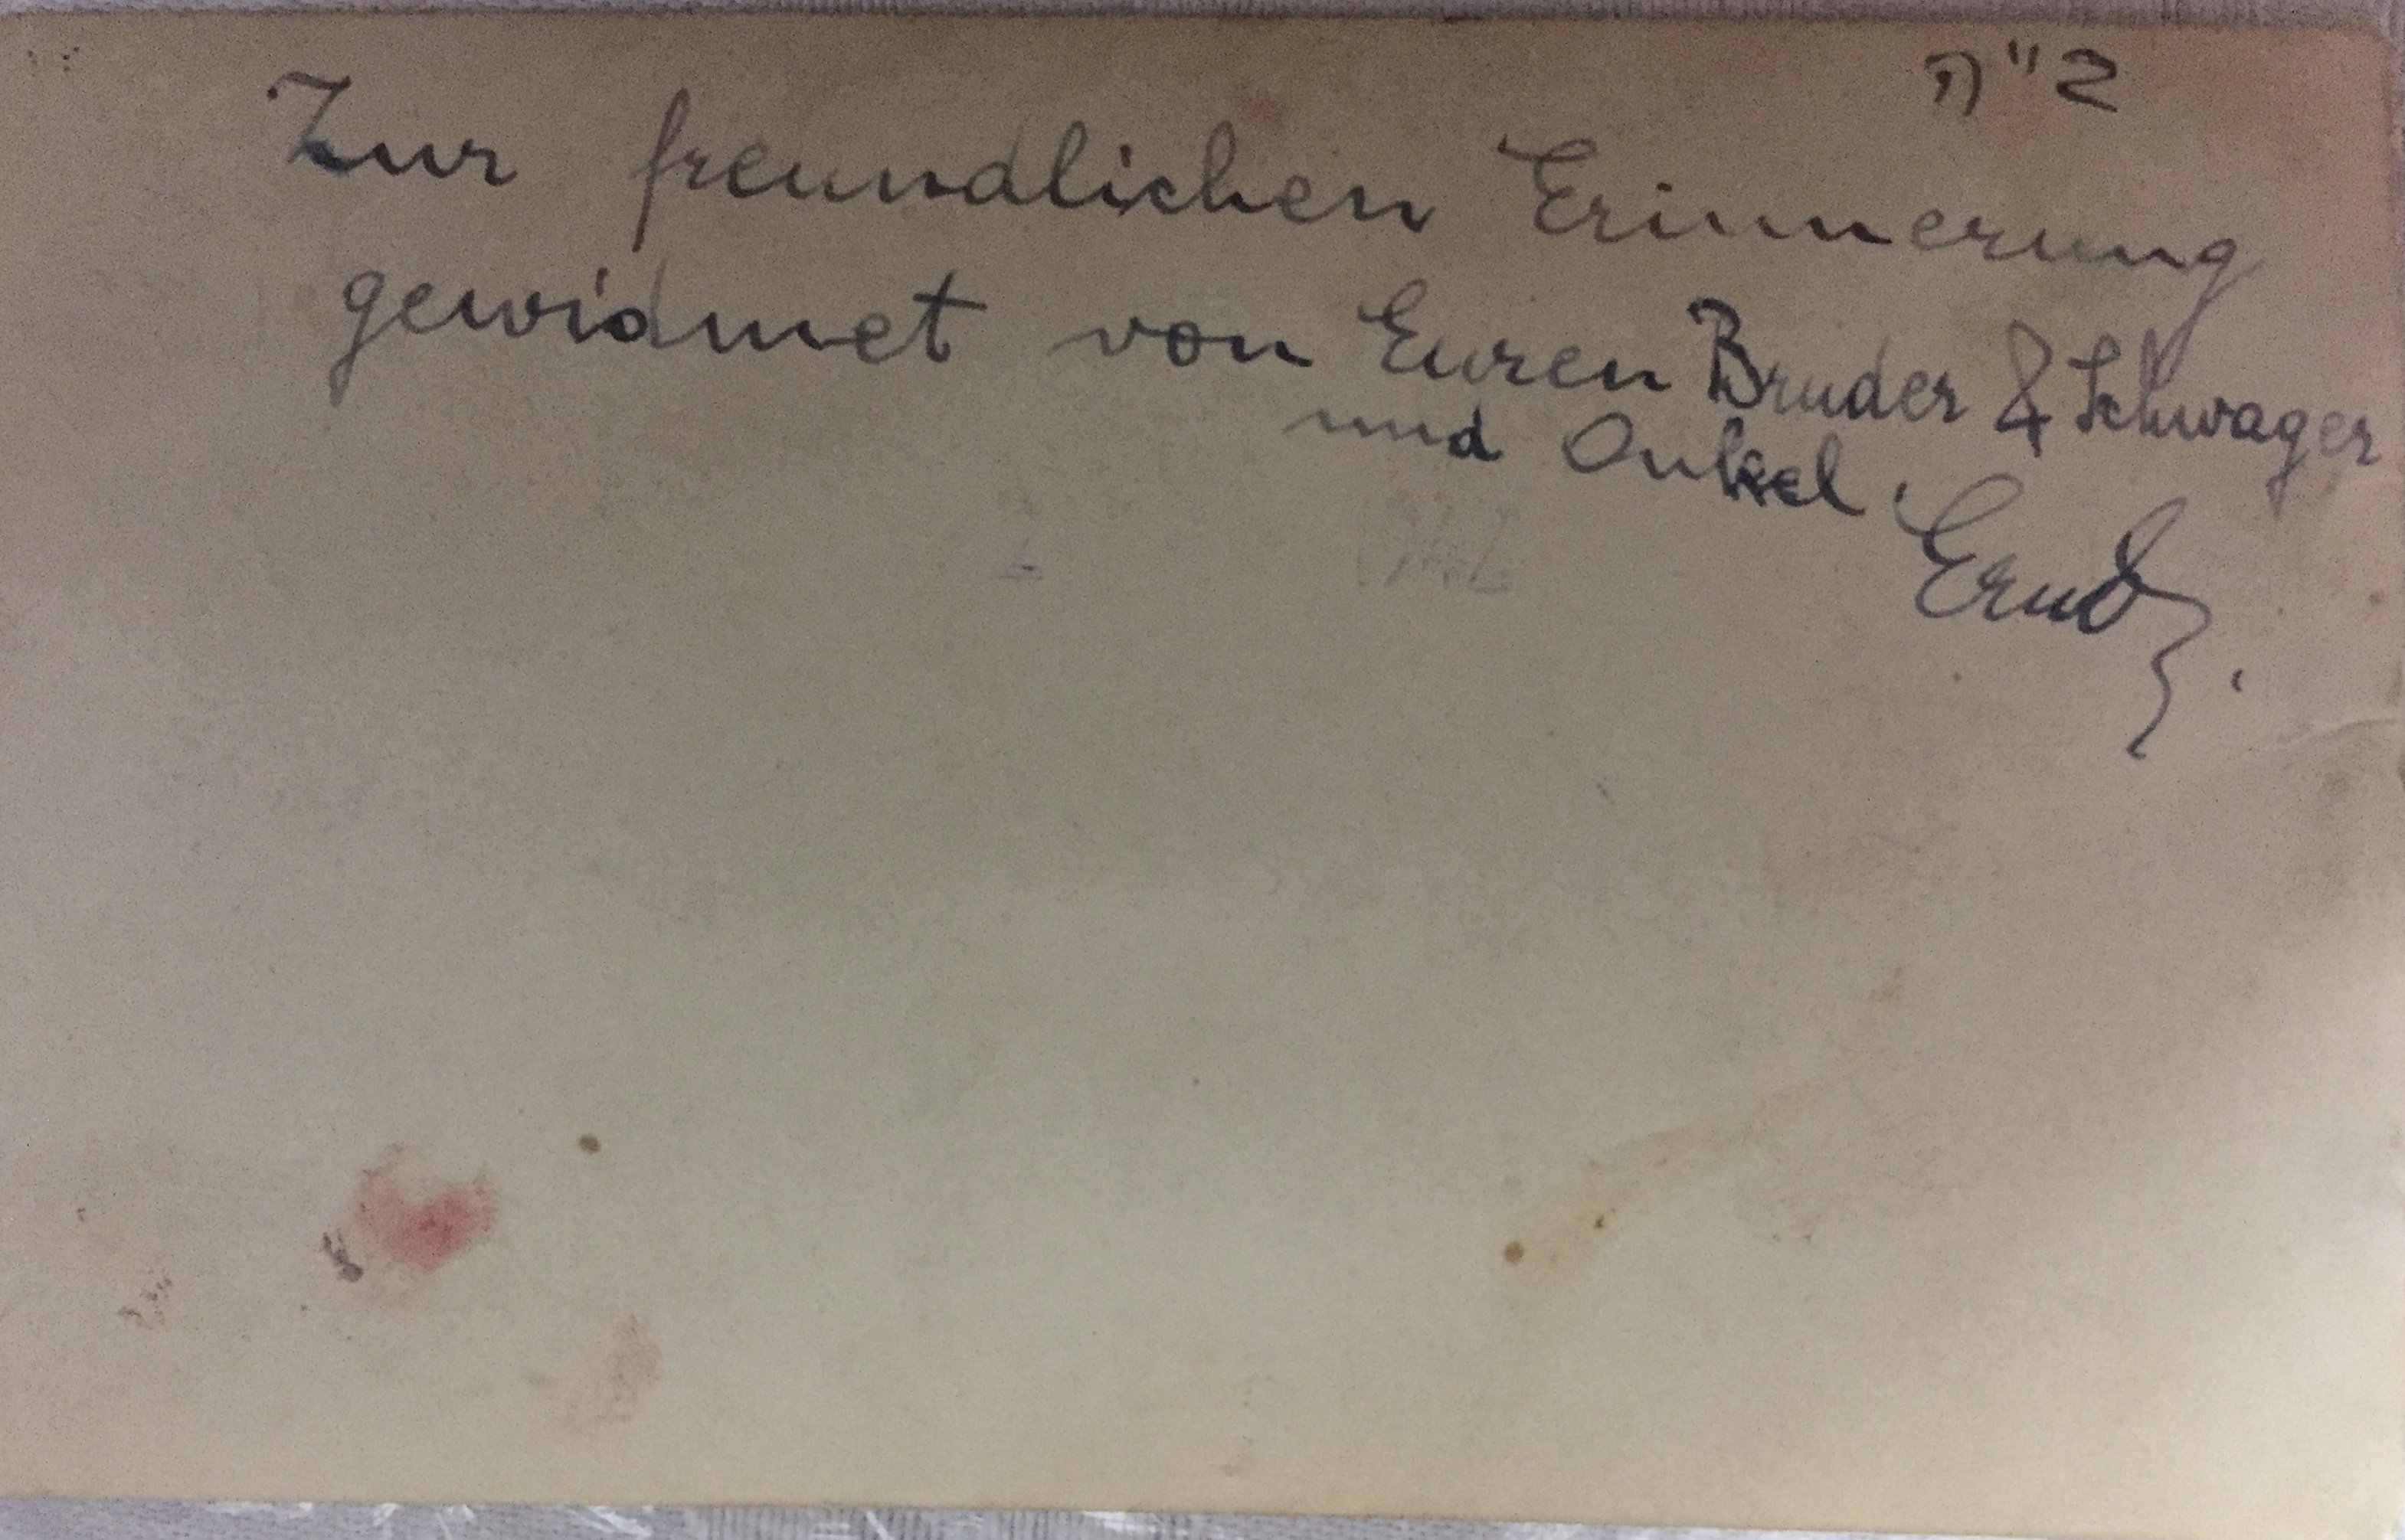 ב"ה
Zur freundlichen Erinnerung
gewidmet von Euren Bruder & Schwager
und Onkel.